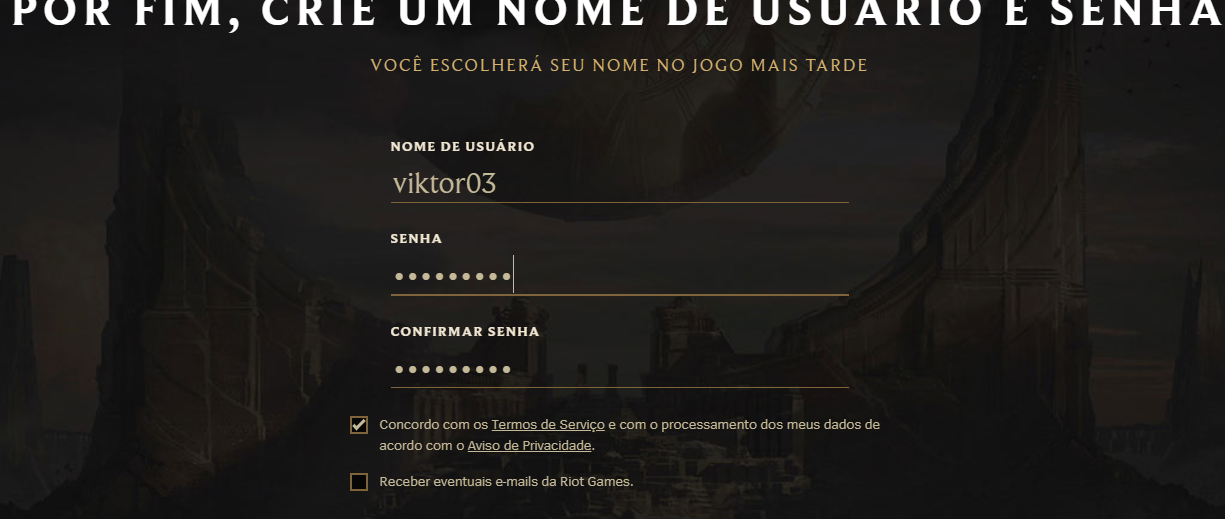 POR FIM, CRIE UM NOME DE USUÁRIO E SENHA
VOCÊ ESCOLHERÁ SEU NOME NO JOGO MAIS TARDE
NOME DE USUÁRIO
viktor03
SENHA
•••••••••
CONFIRMAR SENHA
•••••••••
Concordo com os Termos de Serviço e com o processamento dos meus dados de
acordo com o Aviso de Privacidade.
Receber eventuais e-mails da Riot Games.